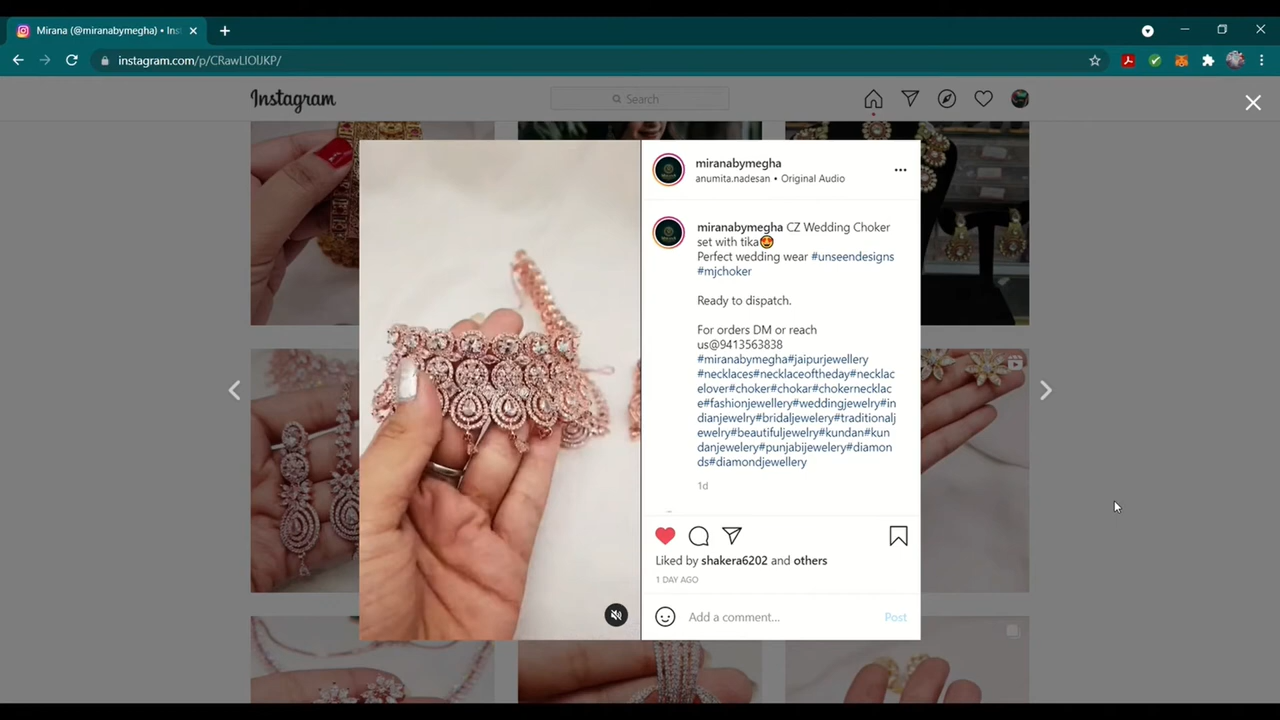 Mirana (@miranabymegha) • Ins
instagram.com/p/CRawLIOlJKP/
Instagram
Search
miranabymegha
anumita.nadesan • Original Audio
miranabymegha CZ Wedding Choker
set with tika😍
Perfect wedding wear #unseendesigns
#mjchoker
Ready to dispatch.
For orders DM or reach
us@9413563838
#miranabymegha#jaipurjewellery
#necklaces#necklaceoftheday#necklac
elover#choker#chokar#chokernecklac
e#fashionjewellery#weddingjewelry#in
dianjewelry#bridaljewelery#traditionalj
ewelry#beautifuljewelry#kundan#kun
danjewelery#punjabijewelery#diamon
ds#diamondjewellery
1d
Liked by shakera6202 and others
1 DAY AGO
Add a comment...
Post